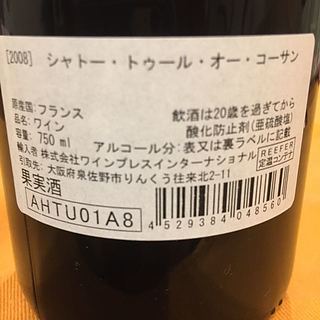 [2008] シャトー・トゥール・オー・コーサン
原産国:フランス
品名:ワイン
容量:750 ml
飲酒は20歳を過ぎてから
酸化防止剤(亜硫酸塩)
アルコール分:表又は裏ラベルに記載
輸入者:株式会社ワインプレスインターナショナル
引取先:大阪府泉佐野市りんくう往来北2-11
REEFER
定温コンテナ
果実酒
AHTU01A8
4 529384 048560